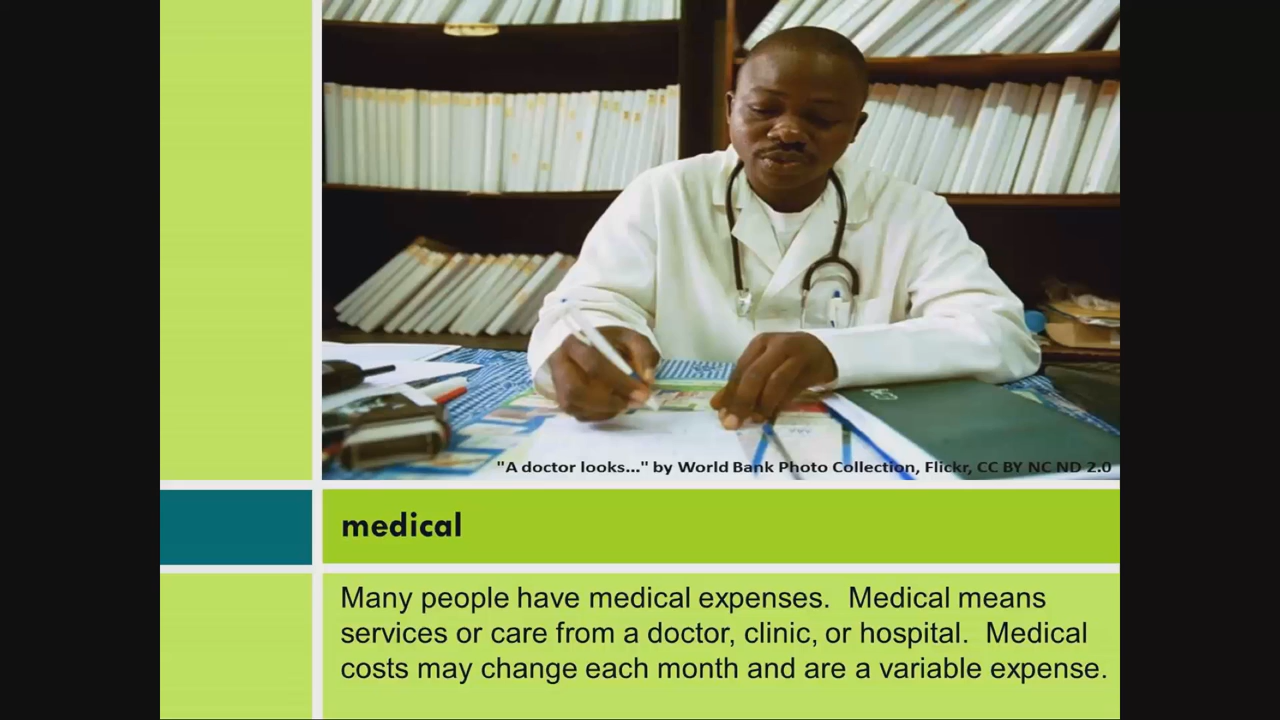 "A doctor looks..." by World Bank Photo Collection, Flickr, CC BY NC ND 2.0
medical
Many people have medical expenses. Medical means
services or care from a doctor, clinic, or hospital. Medical
costs may change each month and are a variable expense.